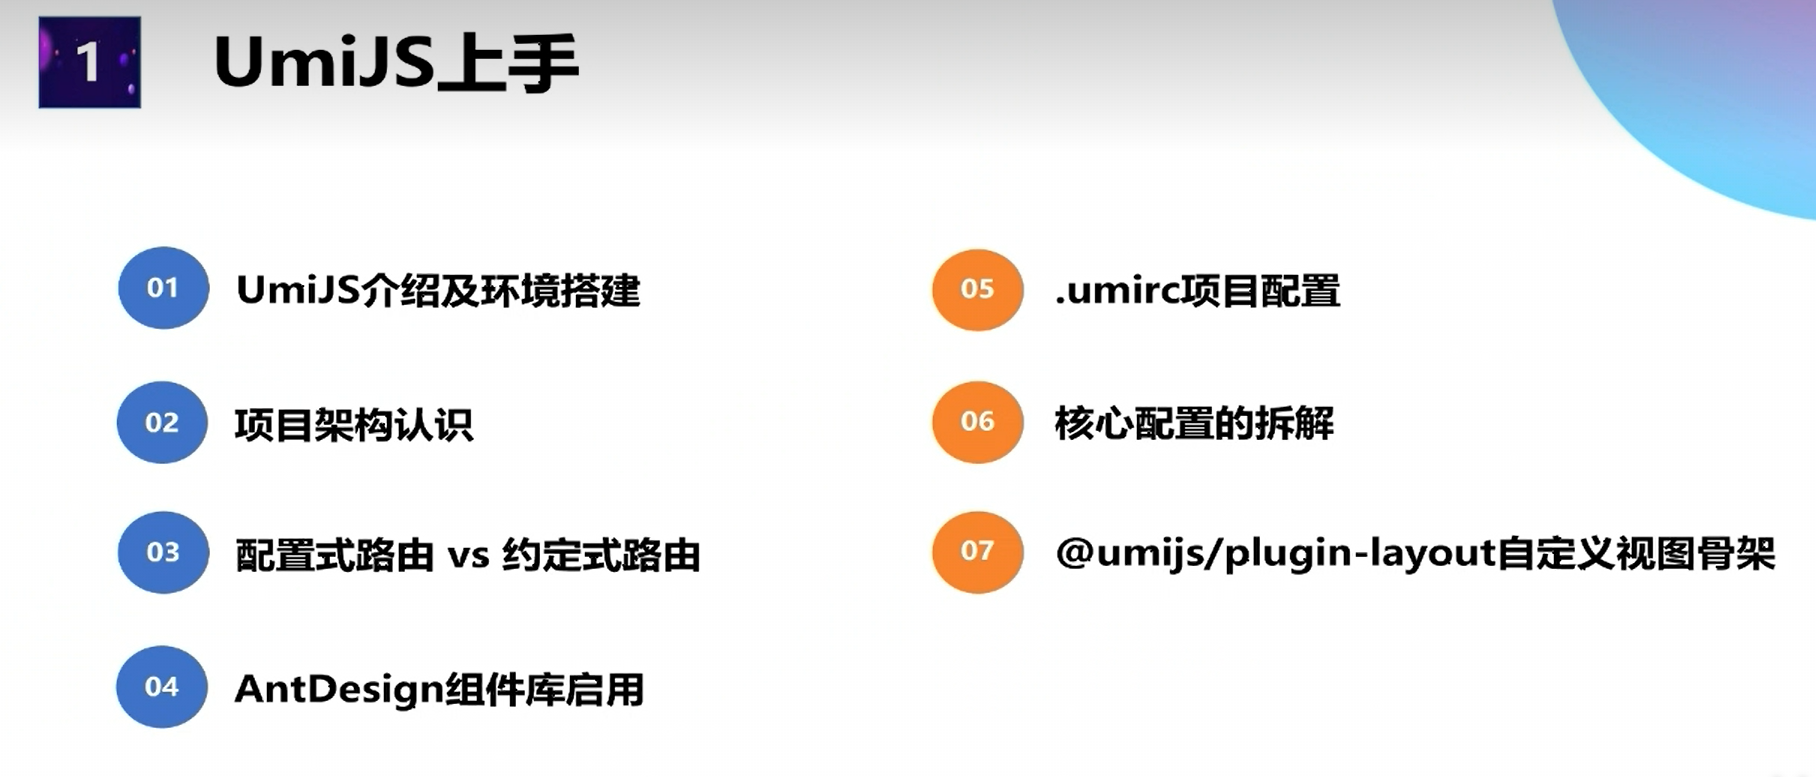 1
UmiJS上手
01
UmiJS介绍及环境搭建
02
项目架构认识
03
配置式路由 vs 约定式路由
04
AntDesign组件库启用
05
.umirc项目配置
06
核心配置的拆解
07
@umijs/plugin-layout自定义视图骨架